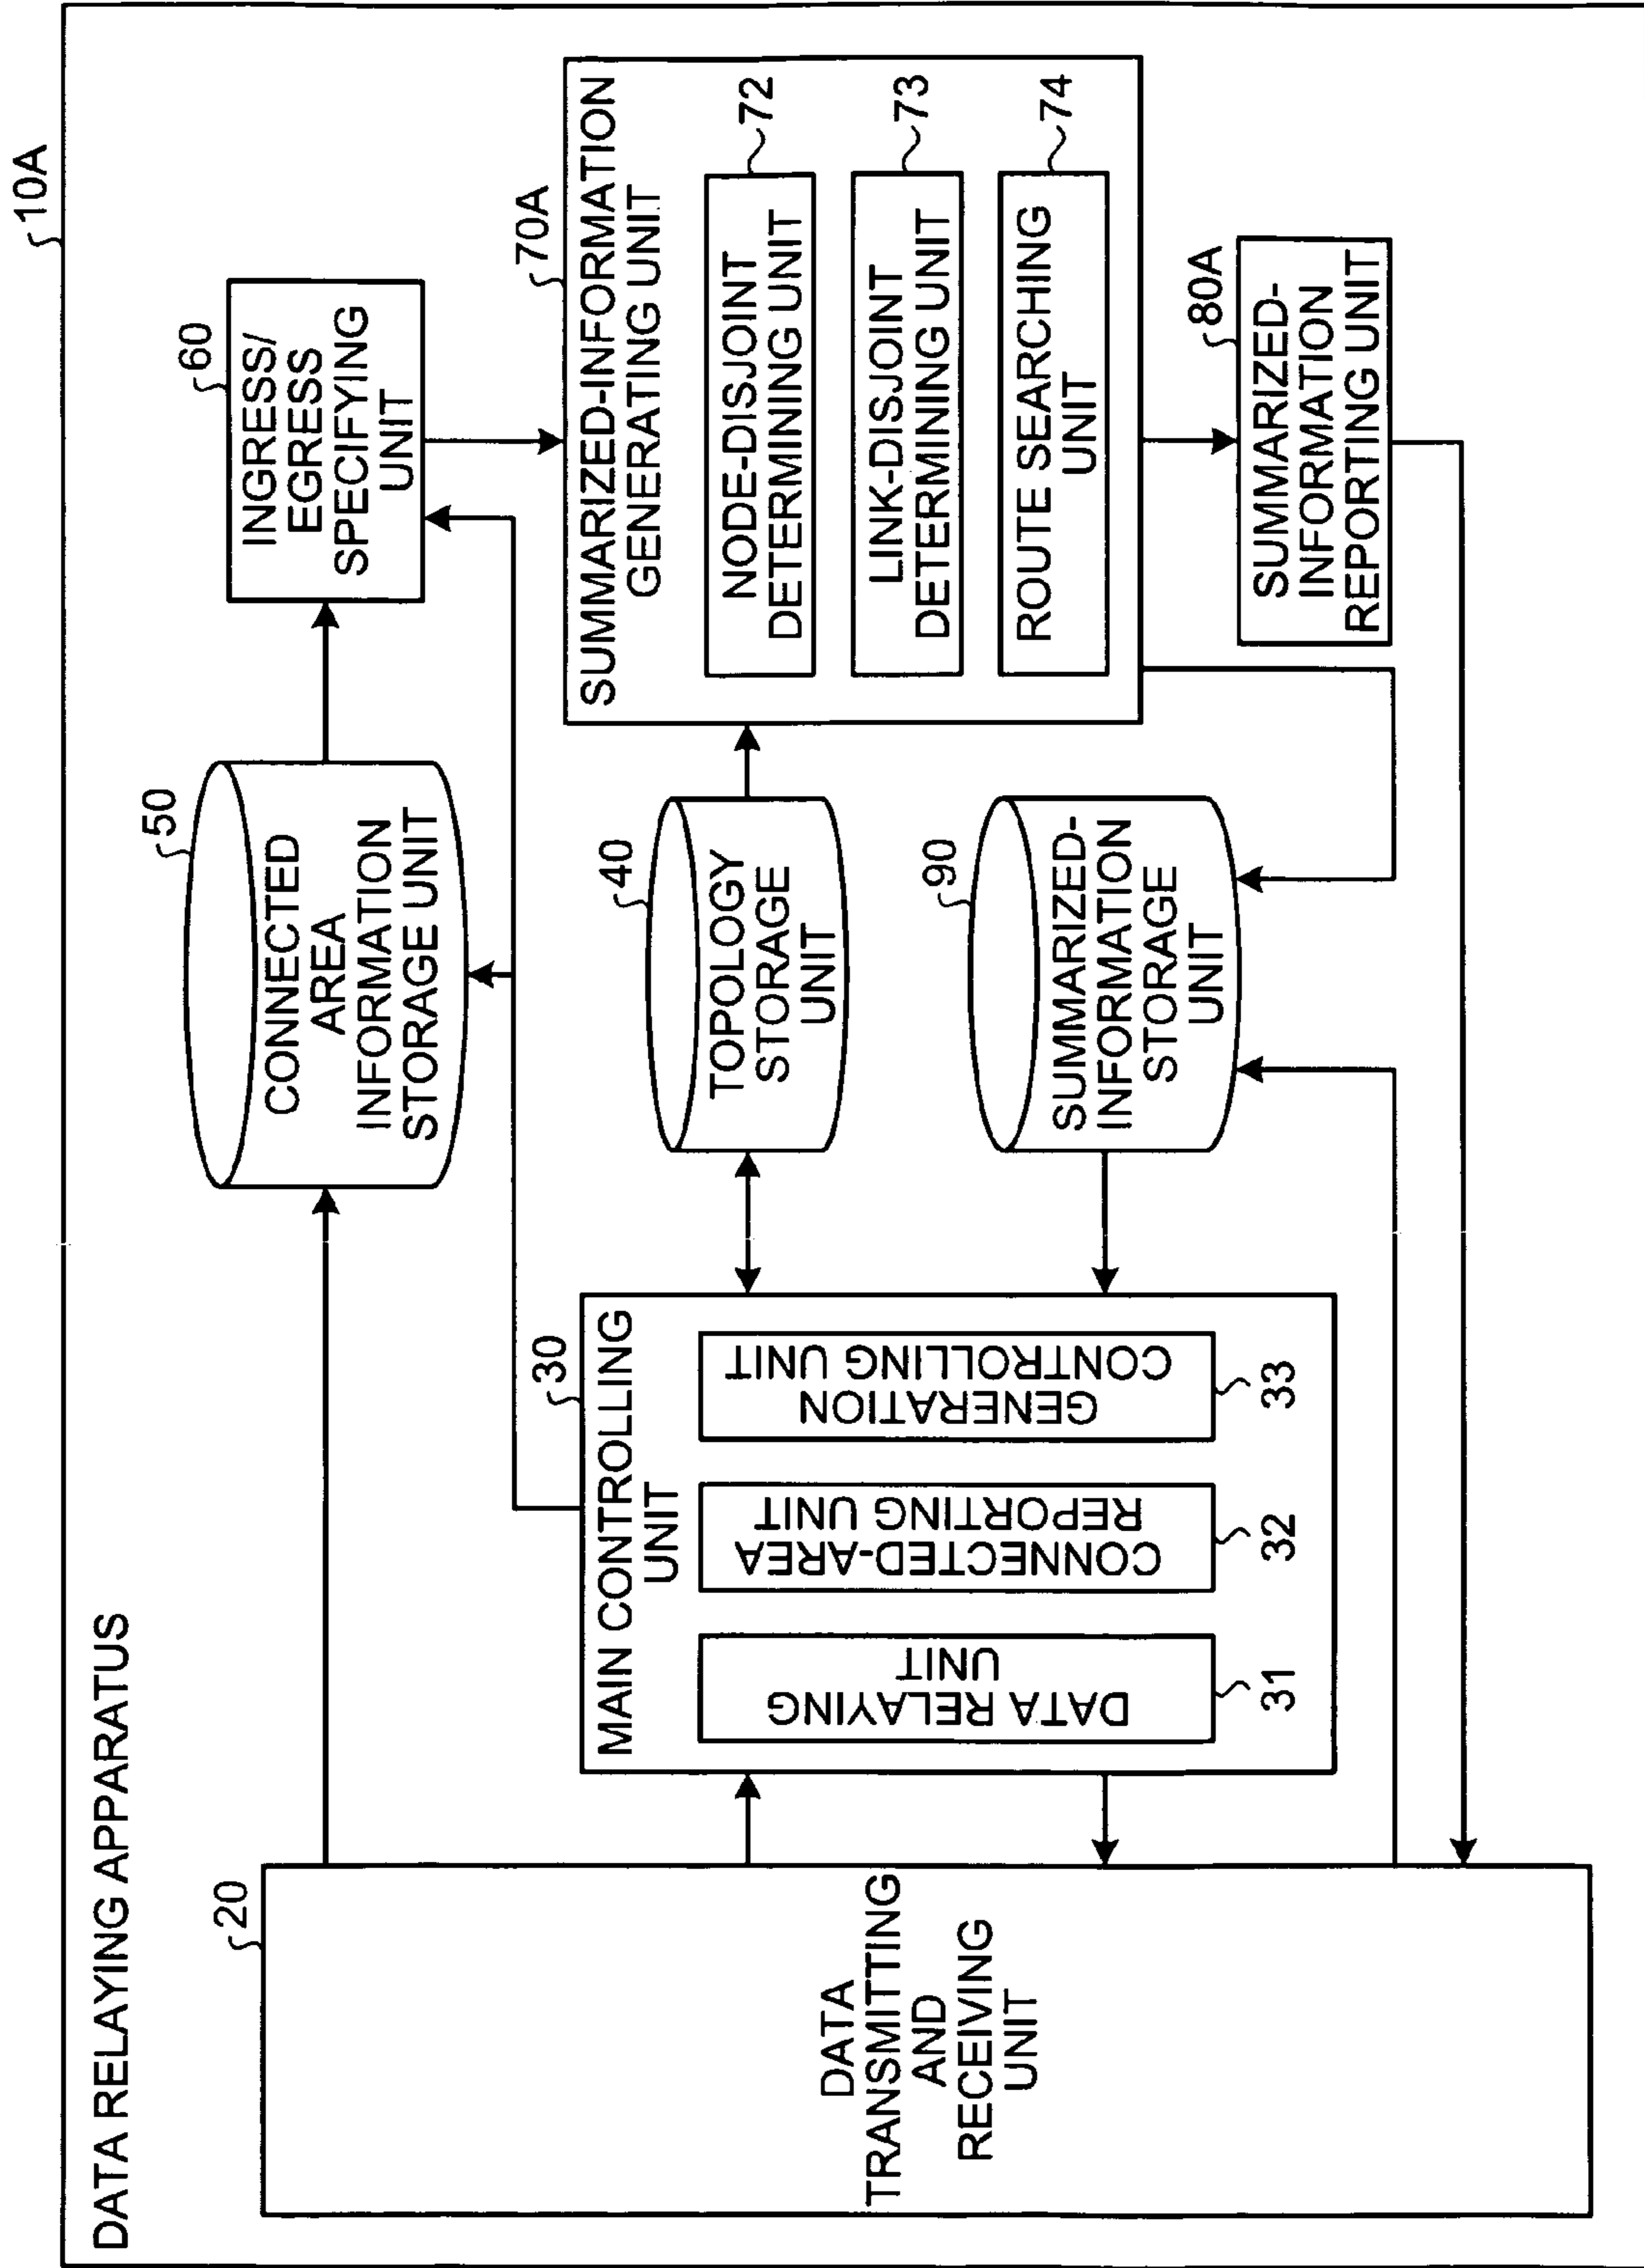 10A
DATA RELAYING APPARATUS
20
DATA
TRANSMITTING
AND
RECEIVING
UNIT
30
MAIN CONTROLLING
UNIT
DATA RELAYING
UNIT
31
CONNECTED-AREA
REPORTING UNIT
32
GENERATION
CONTROLLING UNIT
33
50
CONNECTED
AREA
INFORMATION
STORAGE UNIT
40
TOPOLOGY
STORAGE
UNIT
90
SUMMARIZED-
INFORMATION
STORAGE
UNIT
60
INGRESS/
EGRESS
SPECIFYING
UNIT
70A
SUMMARIZED-INFORMATION
GENERATING UNIT
NODE-DISJOINT
DETERMINING UNIT
72
LINK-DISJOINT
DETERMINING UNIT
73
ROUTE SEARCHING
UNIT
74
80A
SUMMARIZED-
INFORMATION
REPORTING UNIT